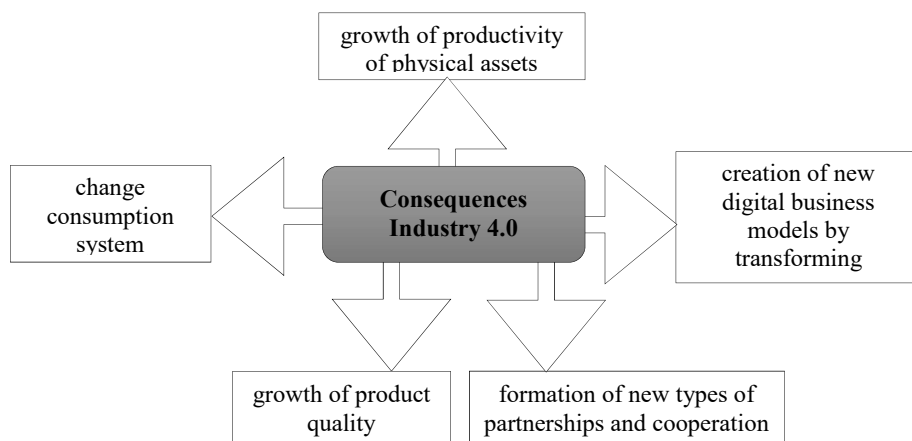 growth of productivity
of physical assets
change
consumption
system
Consequences
Industry 4.0
creation of new
digital business
models by
transforming
growth of product
quality
formation of new types of
partnerships and cooperation